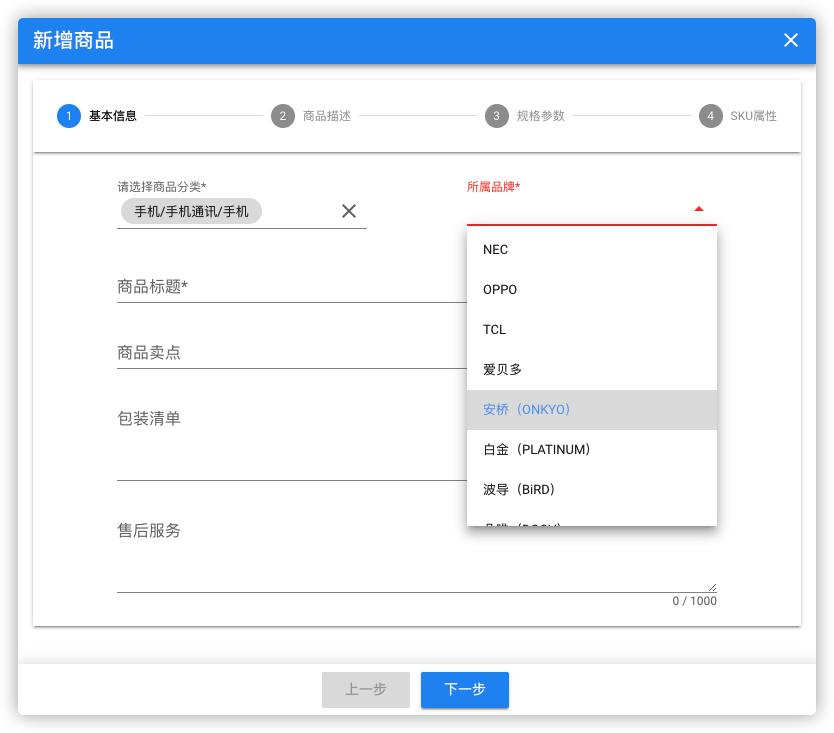 新增商品
1 基本信息 2 商品描述 3 规格参数 4 SKU属性
请选择商品分类* 所属品牌*
手机/手机通讯/手机
NEC
商品标题* OPPO
TCL
商品卖点
爱贝多
安桥（ONKYO）
包装清单
白金（PLATINUM）
波导（BiRD）
售后服务
0 / 1000
上一步 下一步